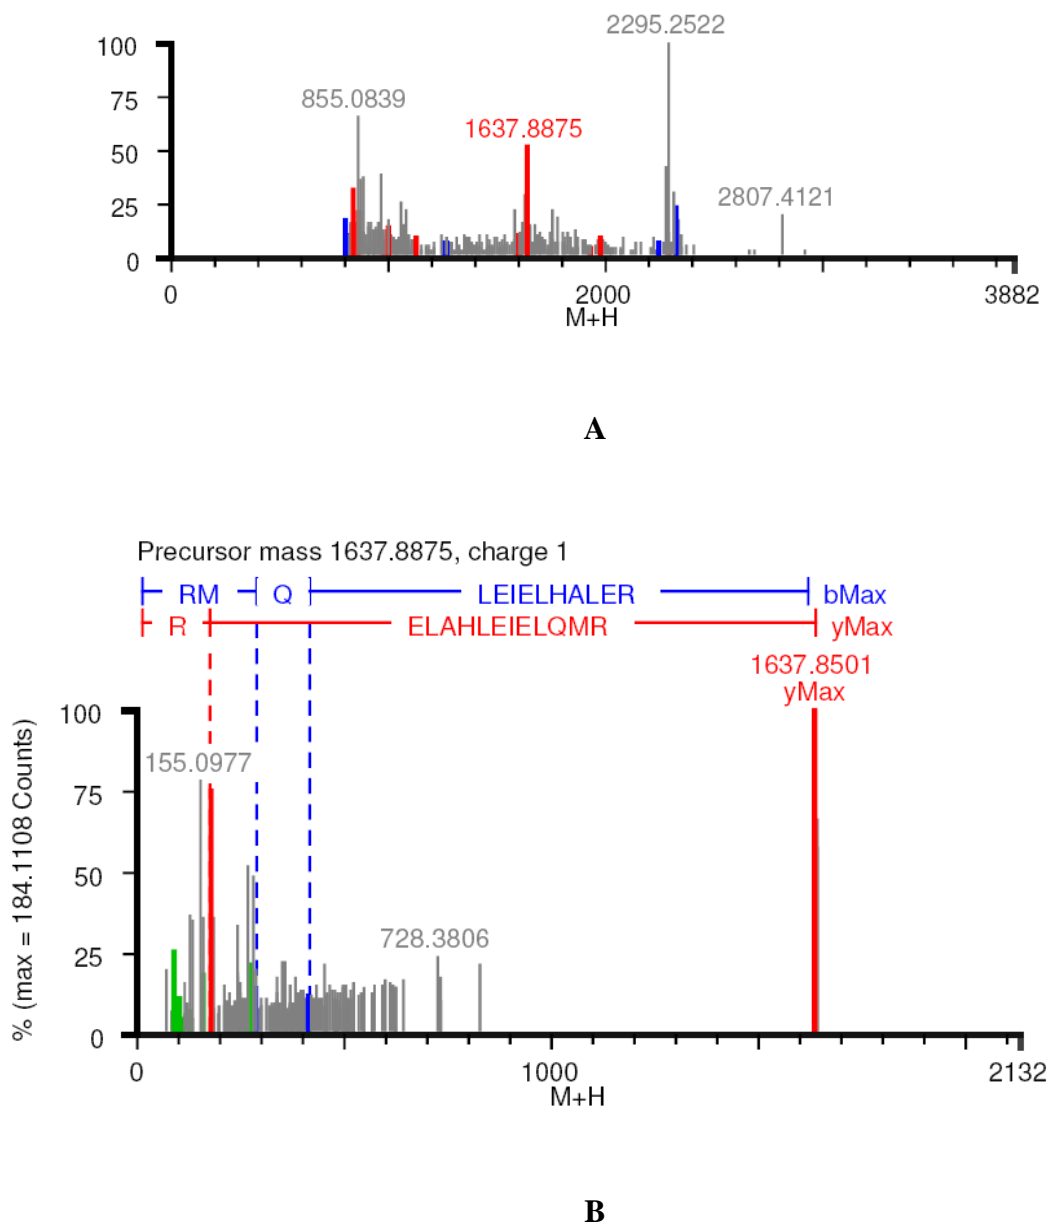 2295.2522
100
855.0839
75
1637.8875
50
2807.4121
25
0
0 2000 3882
M+H
A
Precursor mass 1637.8875, charge 1
RM Q LEIELHALER bMax
R ELAHLEIELQMR yMax
1637.8501
yMax
100
155.0977
75
50
728.3806
25
0
% (max = 184.1108 Counts)
0 1000 2132
M+H
B